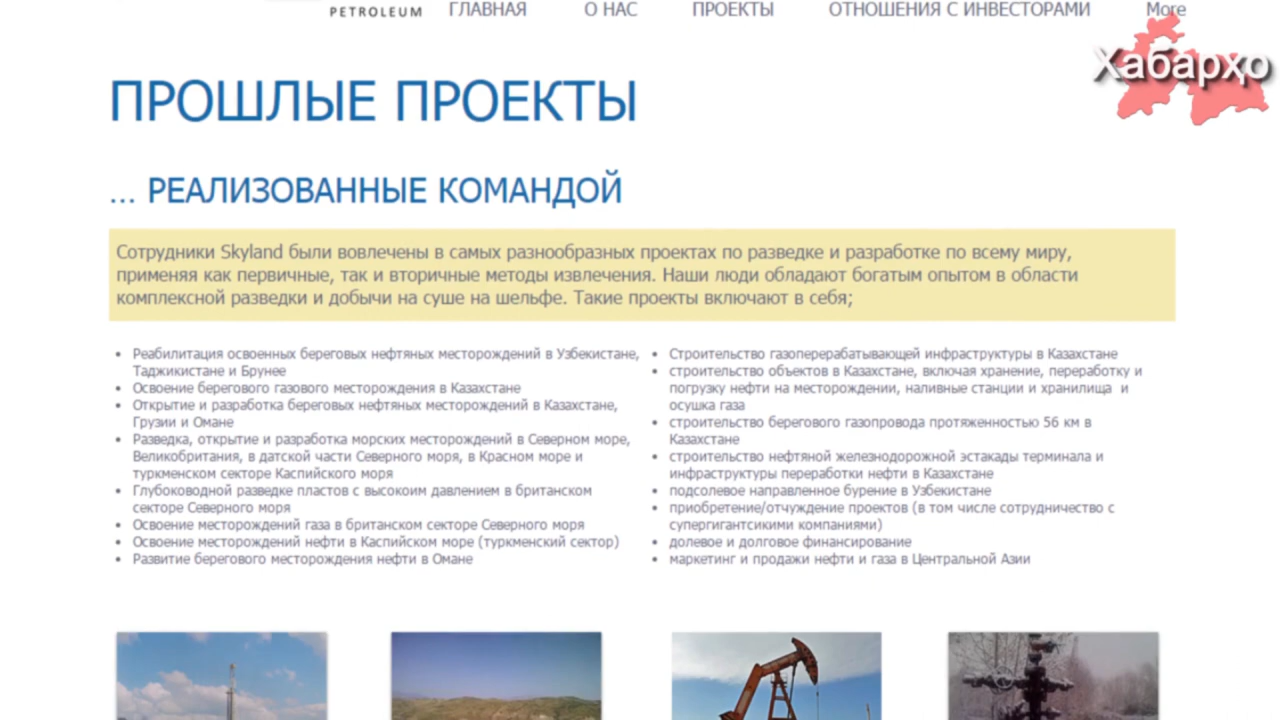 PETROLEUM
ГЛАВНАЯ О НАС ПРОЕКТЫ ОТНОШЕНИЯ С ИНВЕСТОРАМИ More
Хабарҳо
ПРОШЛЫЕ ПРОЕКТЫ
... РЕАЛИЗОВАННЫЕ КОМАНДОЙ
Сотрудники Skyland были вовлечены в самых разнообразных проектах по разведке и разработке по всему миру,
применяя как первичные, так и вторичные методы извлечения. Наши люди обладают богатым опытом в области
комплексной разведки и добычи на суше на шельфе. Такие проекты включают в себя;
• Реабилитация освоенных береговых нефтяных месторождений в Узбекистане,
Таджикистане и Брунее
• Освоение берегового газового месторождения в Казахстане
• Открытие и разработка береговых нефтяных месторождений в Казахстане,
Грузии и Омане
• Разведка, открытие и разработка морских месторождений в Северном море,
Великобритания, в датской части Северного моря, в Красном море и
туркменском секторе Каспийского моря
• Глубоководной разведке пластов с высокоим давлением в британском
секторе Северного моря
• Освоение месторождений газа в британском секторе Северного моря
• Освоение месторождений нефти в Каспийском море (туркменский сектор)
• Развитие берегового месторождения нефти в Омане
• Строительство газоперерабатывающей инфраструктуры в Казахстане
• строительство объектов в Казахстане, включая хранение, переработку и
погрузку нефти на месторождении, наливные станции и хранилища и
осушка газа
• строительство берегового газопровода протяженностью 56 км в
Казахстане
• строительство нефтяной железнодорожной эстакады терминала и
инфраструктуры переработки нефти в Казахстане
• подсолевое направленное бурение в Узбекистане
• приобретение/отчуждение проектов (в том числе сотрудничество с
супергигантсикими компаниями)
• долевое и долговое финансирование
• маркетинг и продажи нефти и газа в Центральной Азии